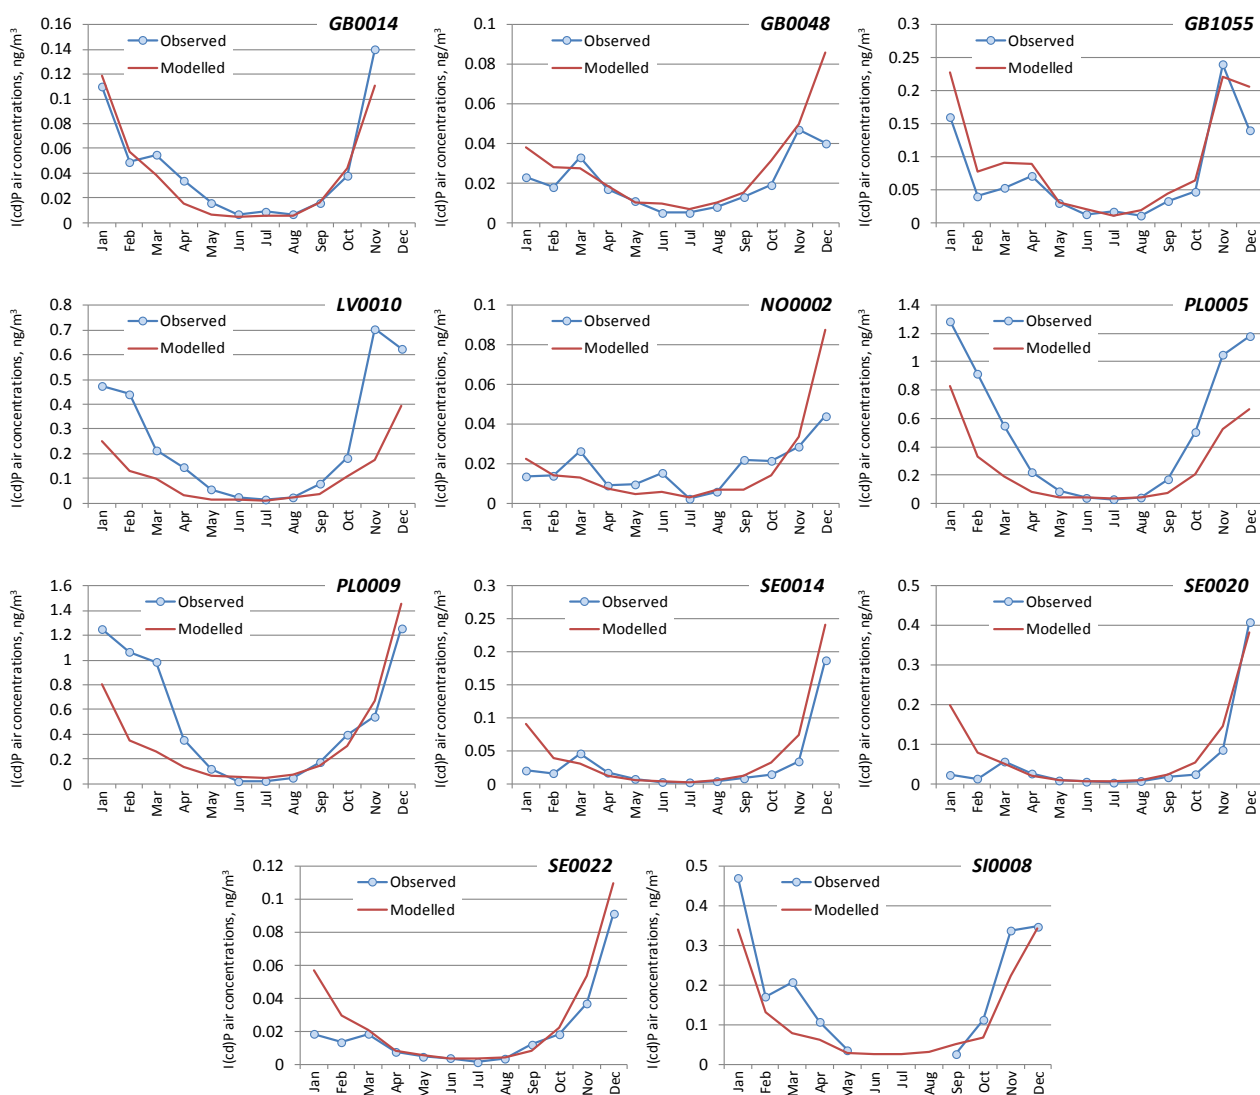 GB0014
I(cd)P air concentrations, ng/m³
0.16
0.14
0.12
0.1
0.08
0.06
0.04
0.02
0
Observed
Modelled
Jan Feb Mar Apr May Jun Jul Aug Sep Oct Nov Dec
GB0048
I(cd)P air concentrations, ng/m³
0.1
0.08
0.06
0.04
0.02
0
Observed
Modelled
Jan Feb Mar Apr May Jun Jul Aug Sep Oct Nov Dec
GB1055
I(cd)P air concentrations, ng/m³
0.3
0.25
0.2
0.15
0.1
0.05
0
Observed
Modelled
Jan Feb Mar Apr May Jun Jul Aug Sep Oct Nov Dec
LV0010
I(cd)P air concentrations, ng/m³
0.8
0.7
0.6
0.5
0.4
0.3
0.2
0.1
0
Observed
Modelled
Jan Feb Mar Apr May Jun Jul Aug Sep Oct Nov Dec
NO0002
I(cd)P air concentrations, ng/m³
0.1
0.08
0.06
0.04
0.02
0
Observed
Modelled
Jan Feb Mar Apr May Jun Jul Aug Sep Oct Nov Dec
PL0005
I(cd)P air concentrations, ng/m³
1.4
1.2
1
0.8
0.6
0.4
0.2
0
Observed
Modelled
Jan Feb Mar Apr May Jun Jul Aug Sep Oct Nov Dec
PL0009
I(cd)P air concentrations, ng/m³
1.6
1.4
1.2
1
0.8
0.6
0.4
0.2
0
Observed
Modelled
Jan Feb Mar Apr May Jun Jul Aug Sep Oct Nov Dec
SE0014
I(cd)P air concentrations, ng/m³
0.3
0.25
0.2
0.15
0.1
0.05
0
Observed
Modelled
Jan Feb Mar Apr May Jun Jul Aug Sep Oct Nov Dec
SE0020
I(cd)P air concentrations, ng/m³
0.5
0.4
0.3
0.2
0.1
0
Observed
Modelled
Jan Feb Mar Apr May Jun Jul Aug Sep Oct Nov Dec
SE0022
I(cd)P air concentrations, ng/m³
0.12
0.1
0.08
0.06
0.04
0.02
0
Observed
Modelled
Jan Feb Mar Apr May Jun Jul Aug Sep Oct Nov Dec
SI0008
I(cd)P air concentrations, ng/m³
0.5
0.4
0.3
0.2
0.1
0
Observed
Modelled
Jan Feb Mar Apr May Jun Jul Aug Sep Oct Nov Dec